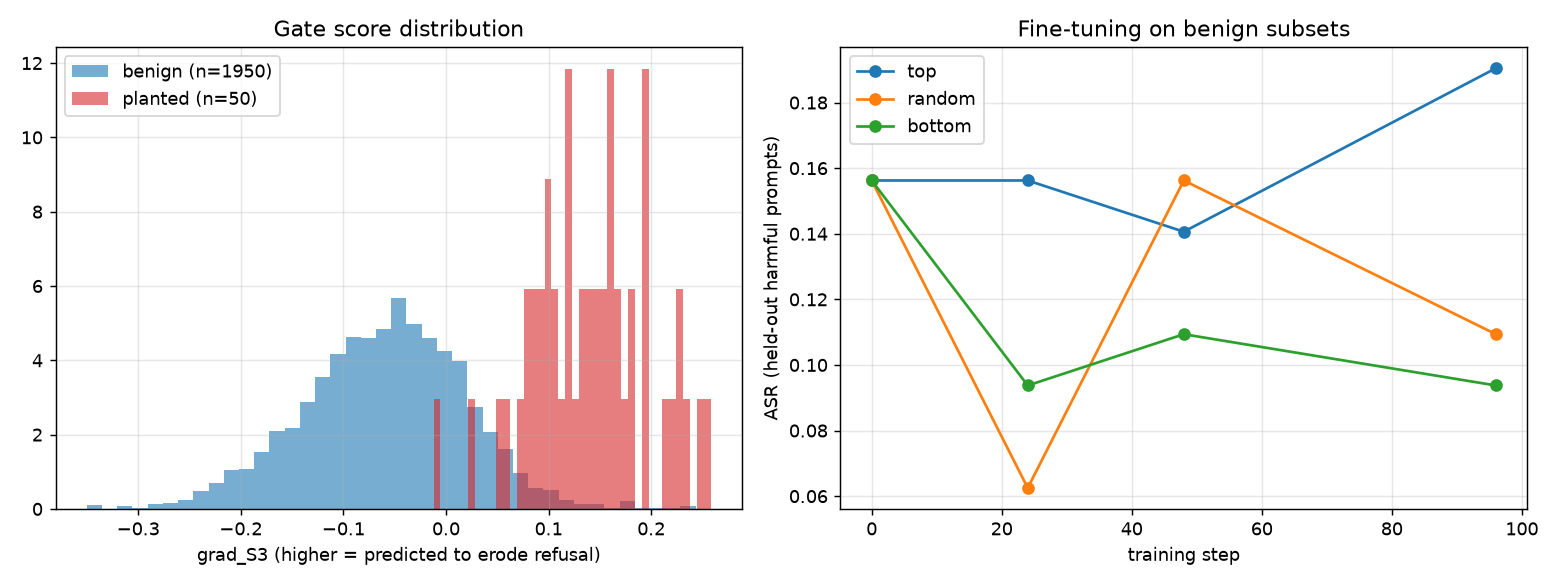 Gate score distribution
benign (n=1950)
planted (n=50)
12
10
8
6
4
2
0
−0.3
−0.2
−0.1
0.0
0.1
0.2
grad_S3 (higher = predicted to erode refusal)
Fine-tuning on benign subsets
top
random
bottom
ASR (held-out harmful prompts)
0.18
0.16
0.14
0.12
0.10
0.08
0.06
0
20
40
60
80
100
training step